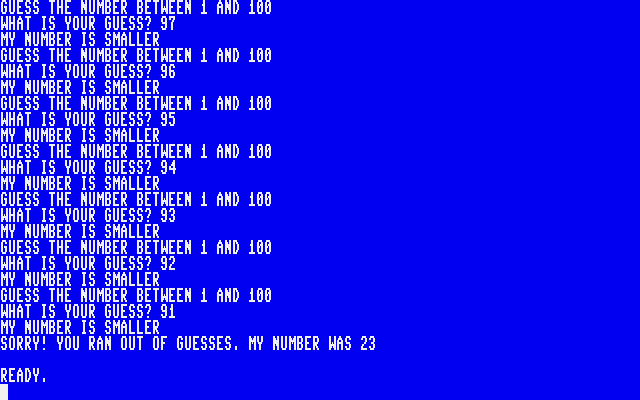 GUESS THE NUMBER BETWEEN 1 AND 100
WHAT IS YOUR GUESS? 97
MY NUMBER IS SMALLER
GUESS THE NUMBER BETWEEN 1 AND 100
WHAT IS YOUR GUESS? 96
MY NUMBER IS SMALLER
GUESS THE NUMBER BETWEEN 1 AND 100
WHAT IS YOUR GUESS? 95
MY NUMBER IS SMALLER
GUESS THE NUMBER BETWEEN 1 AND 100
WHAT IS YOUR GUESS? 94
MY NUMBER IS SMALLER
GUESS THE NUMBER BETWEEN 1 AND 100
WHAT IS YOUR GUESS? 93
MY NUMBER IS SMALLER
GUESS THE NUMBER BETWEEN 1 AND 100
WHAT IS YOUR GUESS? 92
MY NUMBER IS SMALLER
GUESS THE NUMBER BETWEEN 1 AND 100
WHAT IS YOUR GUESS? 91
MY NUMBER IS SMALLER
SORRY! YOU RAN OUT OF GUESSES. MY NUMBER WAS 23
READY.